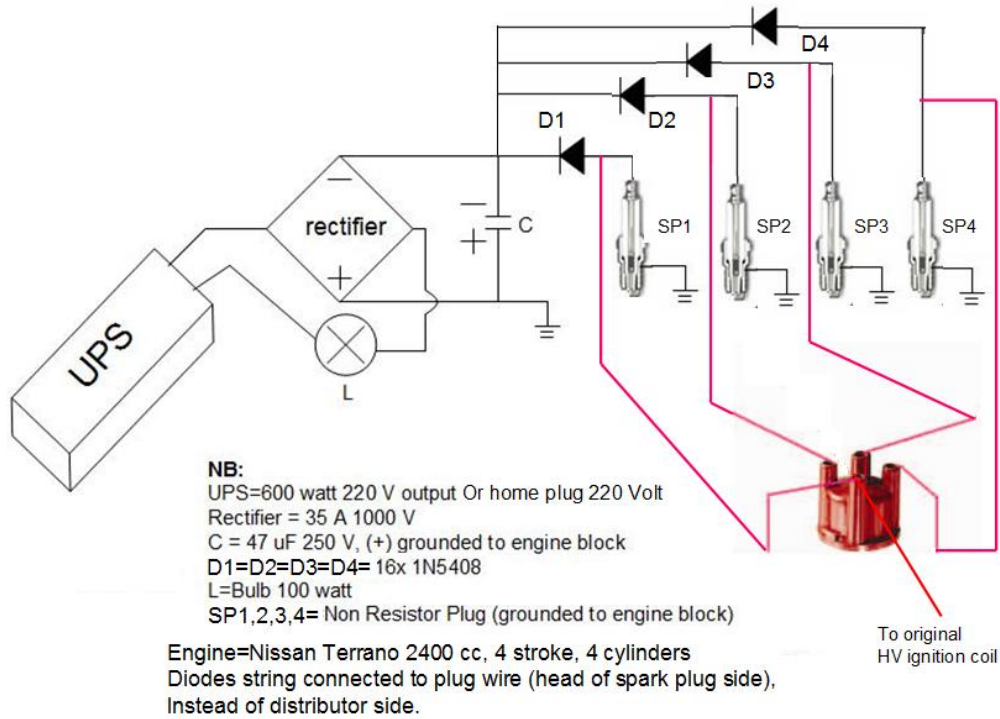 D4
D3
D1
D2
−
rectifier
+
−
+
C
SP1
SP2
SP3
SP4
UPS
L
NB:
UPS=600 watt 220 V output Or home plug 220 Volt
Rectifier = 35 A 1000 V
C = 47 uF 250 V, (+) grounded to engine block
D1=D2=D3=D4= 16x 1N5408
L=Bulb 100 watt
SP1,2,3,4= Non Resistor Plug (grounded to engine block)
To original
HV ignition coil
Engine=Nissan Terrano 2400 cc, 4 stroke, 4 cylinders
Diodes string connected to plug wire (head of spark plug side),
Instead of distributor side.